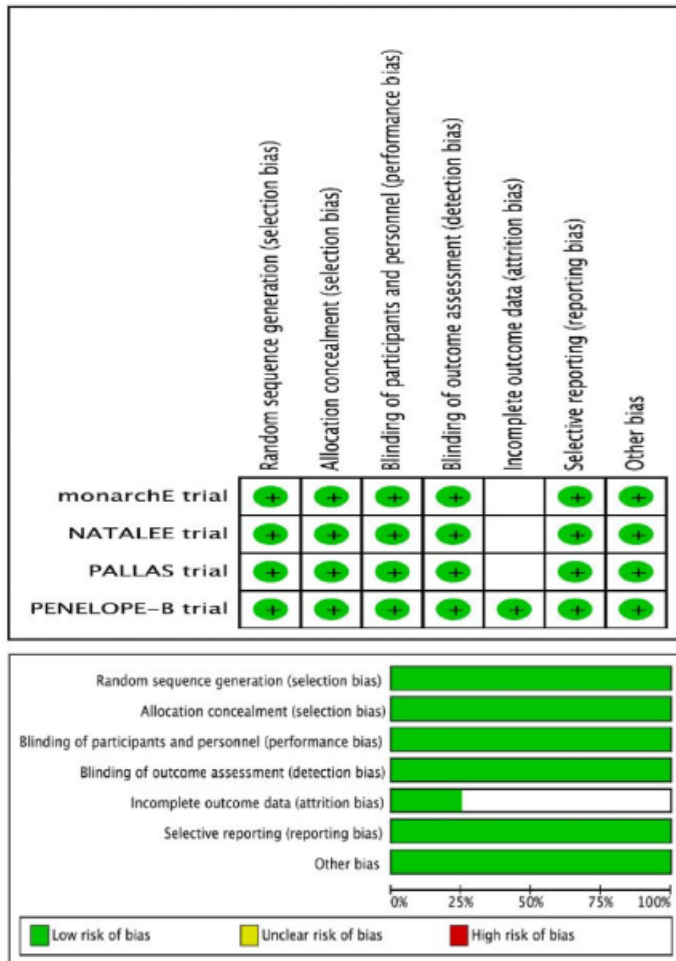 Random sequence generation (selection bias)
Allocation concealment (selection bias)
Blinding of participants and personnel (performance bias)
Blinding of outcome assessment (detection bias)
Incomplete outcome data (attrition bias)
Selective reporting (reporting bias)
Other bias
monarchE trial + + + + + +
NATALEE trial + + + + + +
PALLAS trial + + + + + +
PENELOPE-B trial + + + + + + +
Random sequence generation (selection bias)
Allocation concealment (selection bias)
Blinding of participants and personnel (performance bias)
Blinding of outcome assessment (detection bias)
Incomplete outcome data (attrition bias)
Selective reporting (reporting bias)
Other bias
0% 25% 50% 75% 100%
Low risk of bias Unclear risk of bias High risk of bias